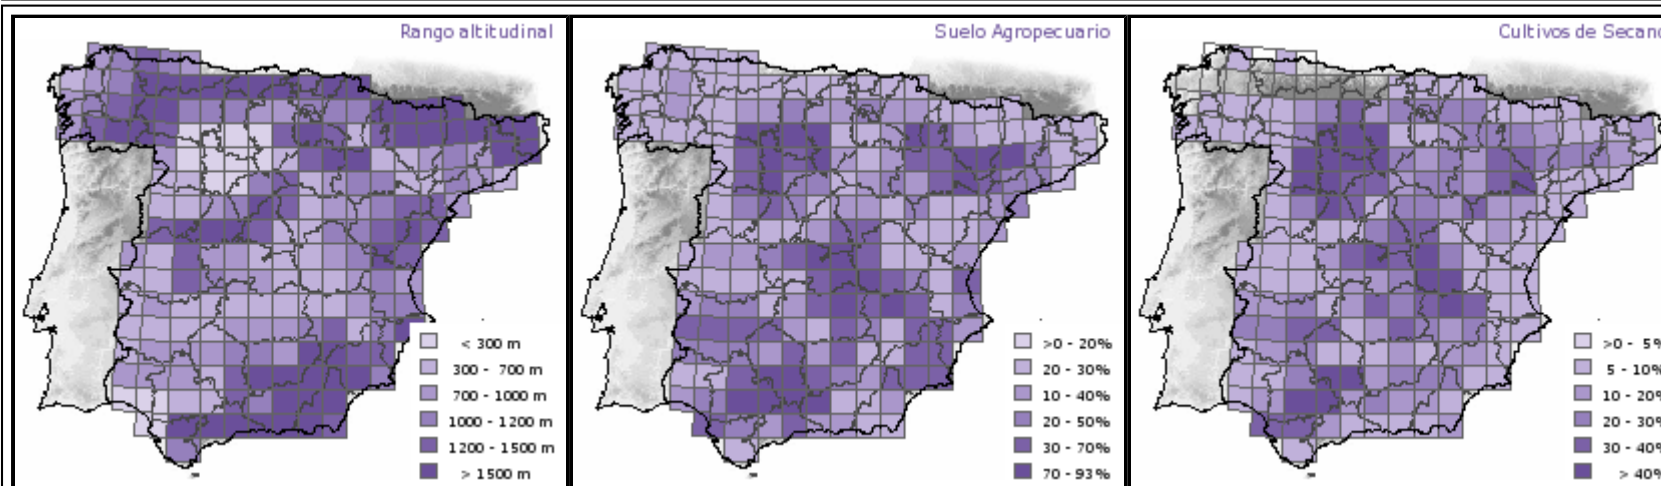 Rango altitudinal
< 300 m
300 - 700 m
700 - 1000 m
1000 - 1200 m
1200 - 1500 m
> 1500 m
Suelo Agropecuario
>0 - 20%
20 - 30%
10 - 40%
20 - 50%
30 - 70%
70 - 93%
Cultivos de Secano
>0 - 5%
5 - 10%
10 - 20%
20 - 30%
30 - 40%
> 40%